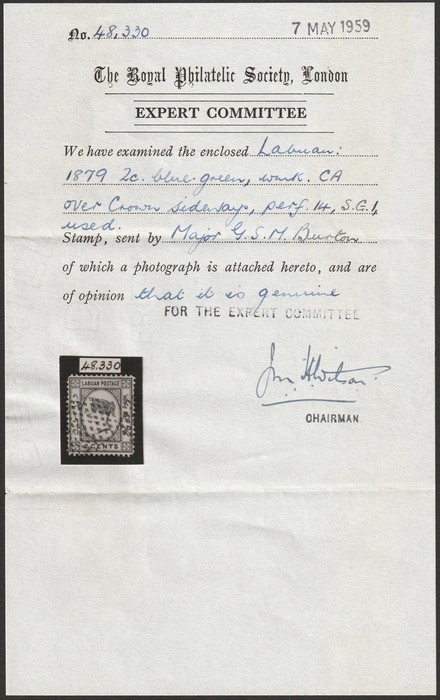 No. 48,330
7 MAY 1959
The Royal Philatelic Society, London
EXPERT COMMITTEE
We have examined the enclosed Labuan:
1879 2c. blue-green, wmk. CA
over Crown sideways, perf. 14, S.G.1,
used.
Stamp, sent by Major G.S.M. Burton
of which a photograph is attached hereto, and are
of opinion that it is genuine
FOR THE EXPERT COMMITTEE
CHAIRMAN
48,330
LABUAN POSTAGE
CENTS